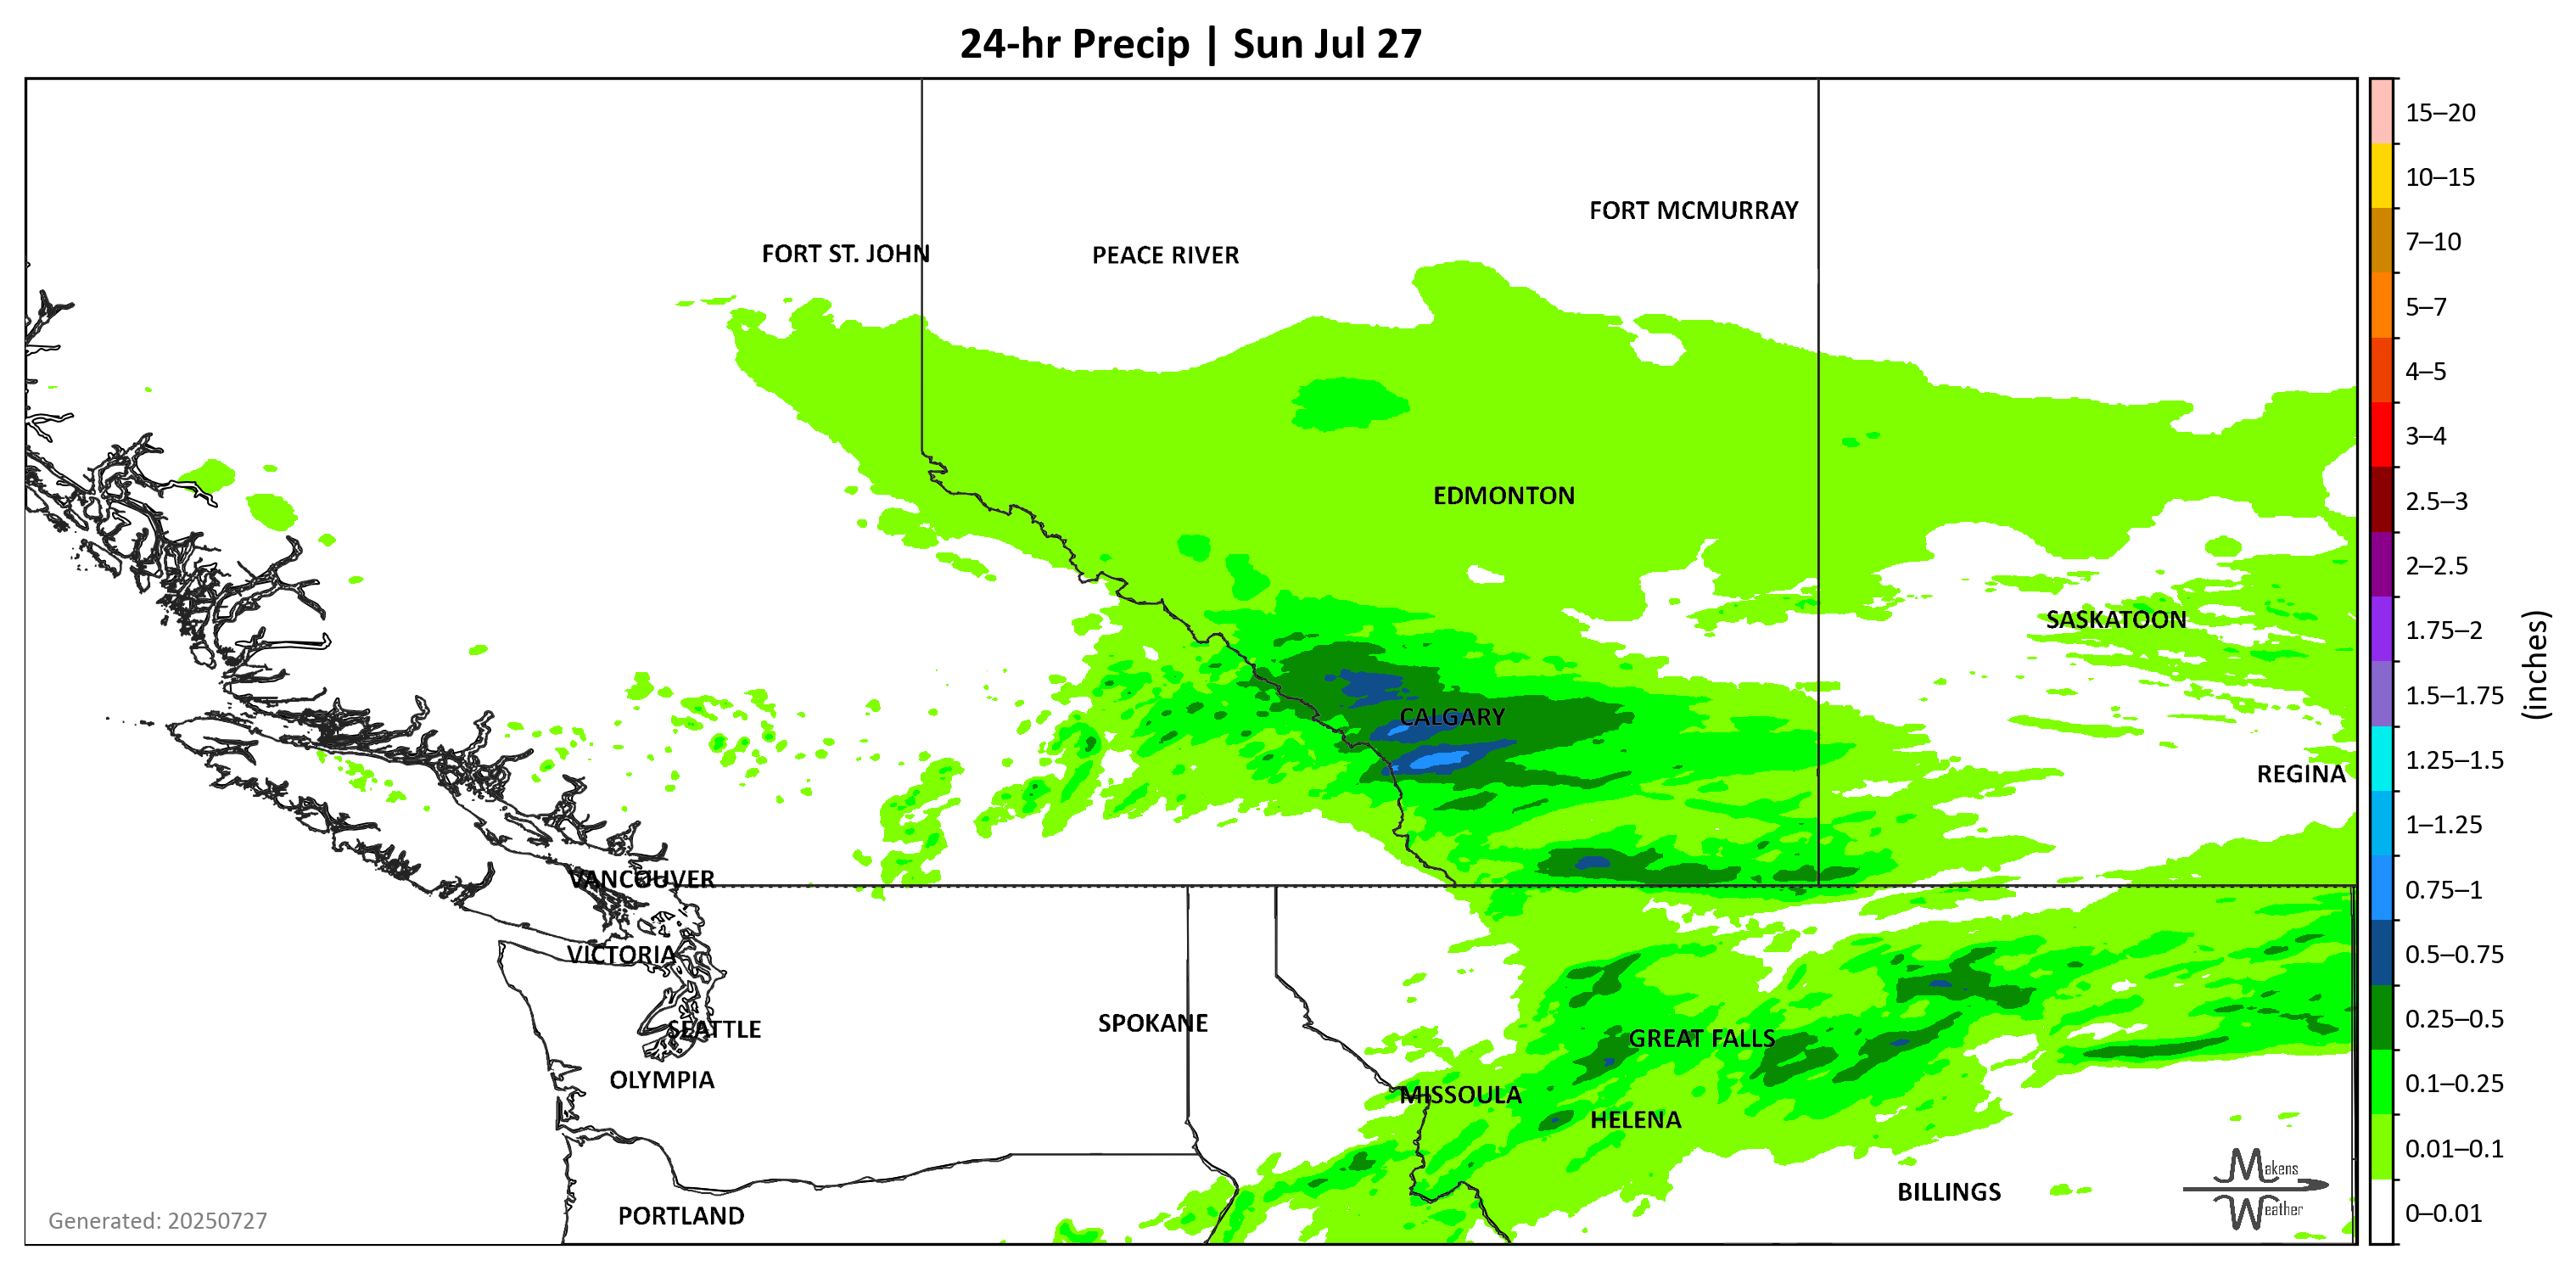 24-hr Precip | Sun Jul 27
15–20
10–15
FORT MCMURRAY
FORT ST. JOHN
PEACE RIVER
7–10
5–7
4–5
3–4
EDMONTON
2.5–3
2–2.5
SASKATOON
1.75–2
(inches)
1.5–1.75
CALGARY
1.25–1.5
REGINA
1–1.25
VANCOUVER
0.75–1
VICTORIA
0.5–0.75
SPOKANE
SEATTLE
0.25–0.5
GREAT FALLS
OLYMPIA
0.1–0.25
MISSOULA
HELENA
0.01–0.1
Makens
Weather
BILLINGS
PORTLAND
0–0.01
Generated: 20250727